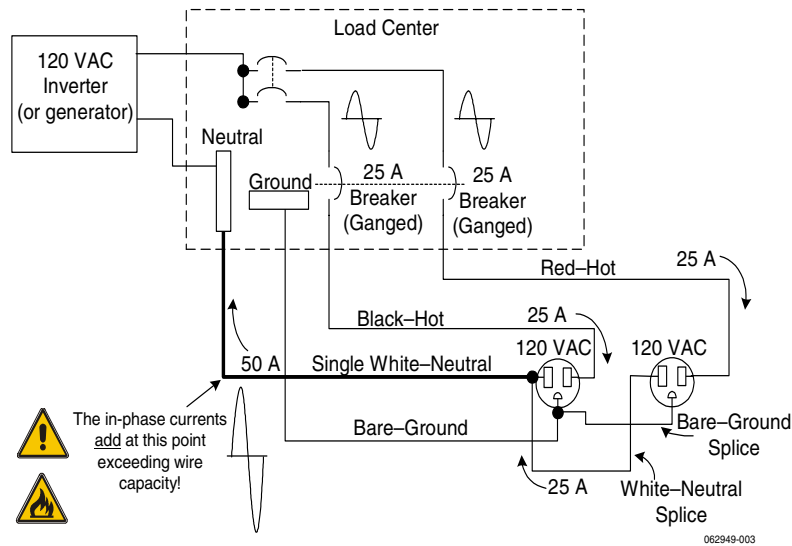 Load Center
120 VAC
Inverter
(or generator)
Neutral
Ground
25 A
Breaker
(Ganged)
25 A
Breaker
(Ganged)
Red–Hot
25 A
Black–Hot
25 A
120 VAC
120 VAC
50 A
Single White–Neutral
The in-phase currents
add at this point
exceeding wire
capacity!
Bare–Ground
Bare–Ground
Splice
25 A
White–Neutral
Splice
062949-003